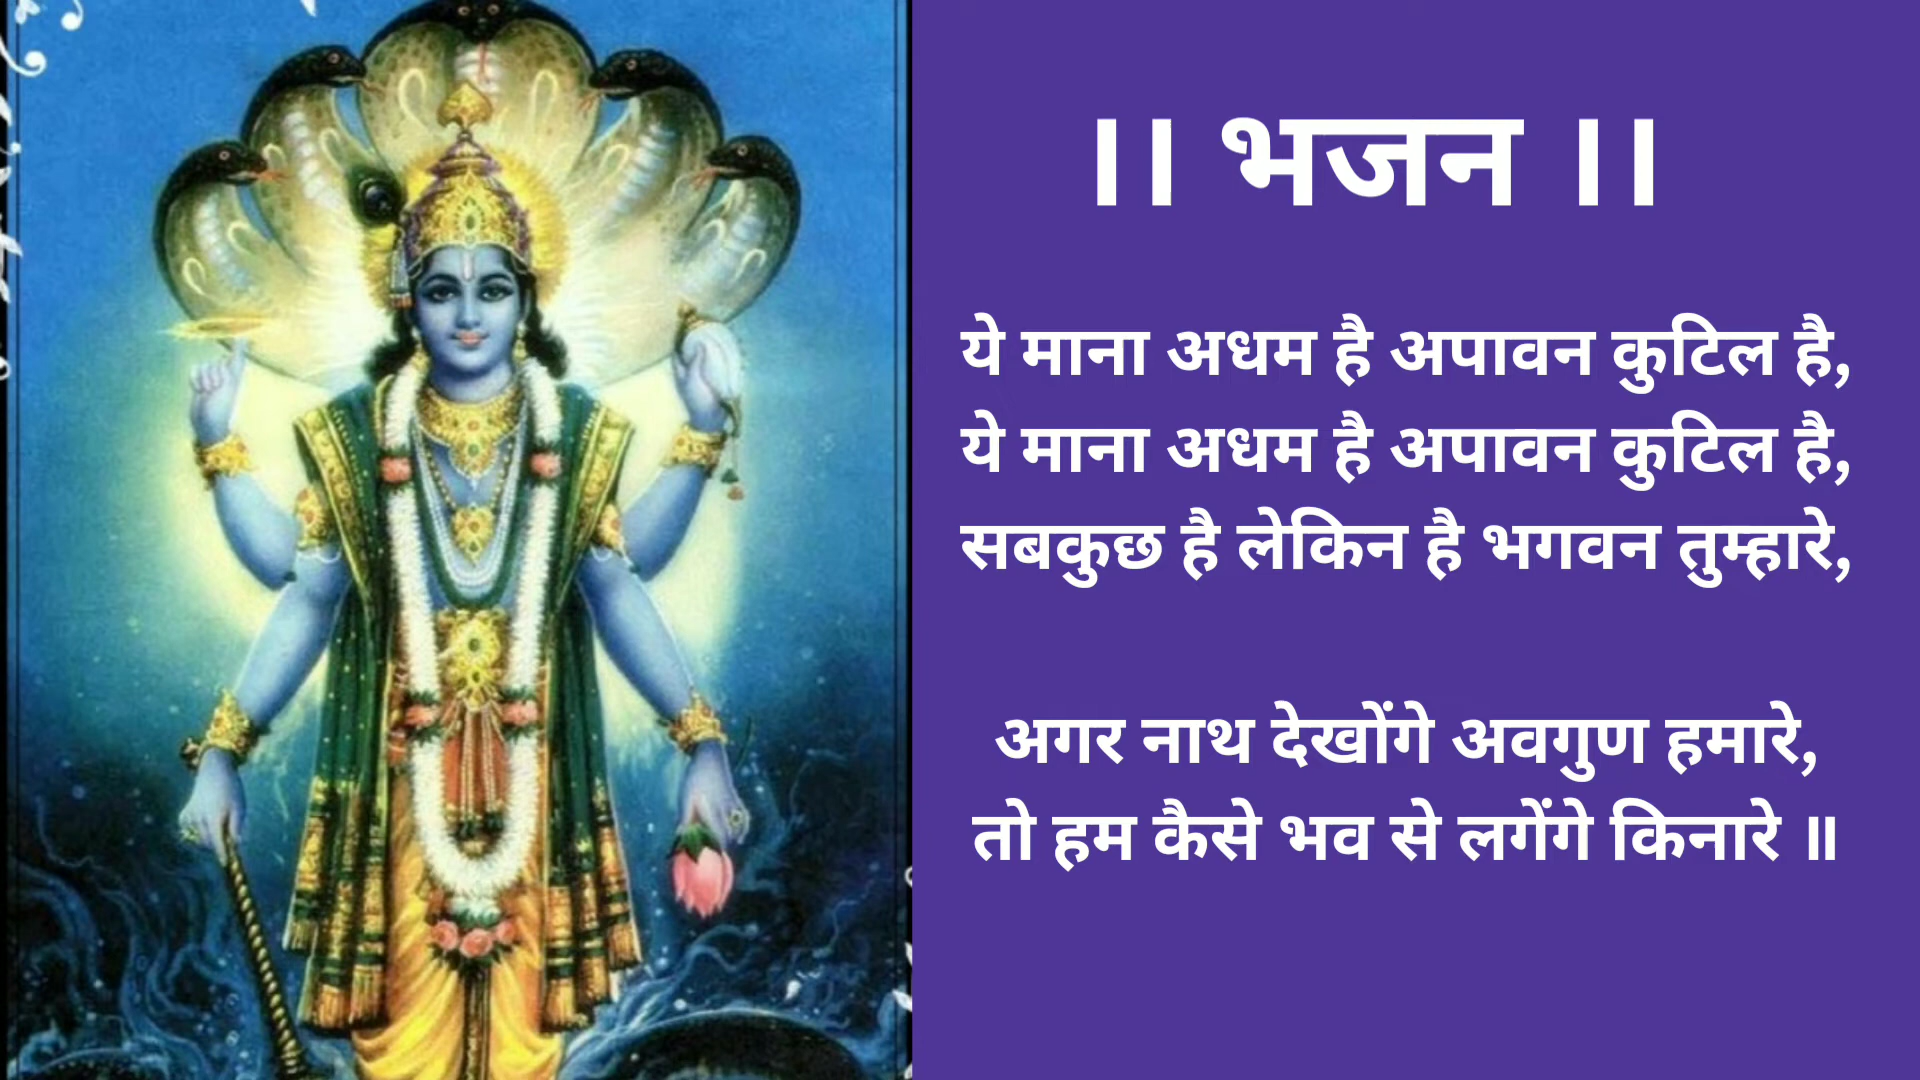 ।। भजन ।।
ये माना अधम है अपावन कुटिल है,
ये माना अधम है अपावन कुटिल है,
सबकुछ है लेकिन है भगवन तुम्हारे,
अगर नाथ देखोंगे अवगुण हमारे,
तो हम कैसे भव से लगेंगे किनारे ॥